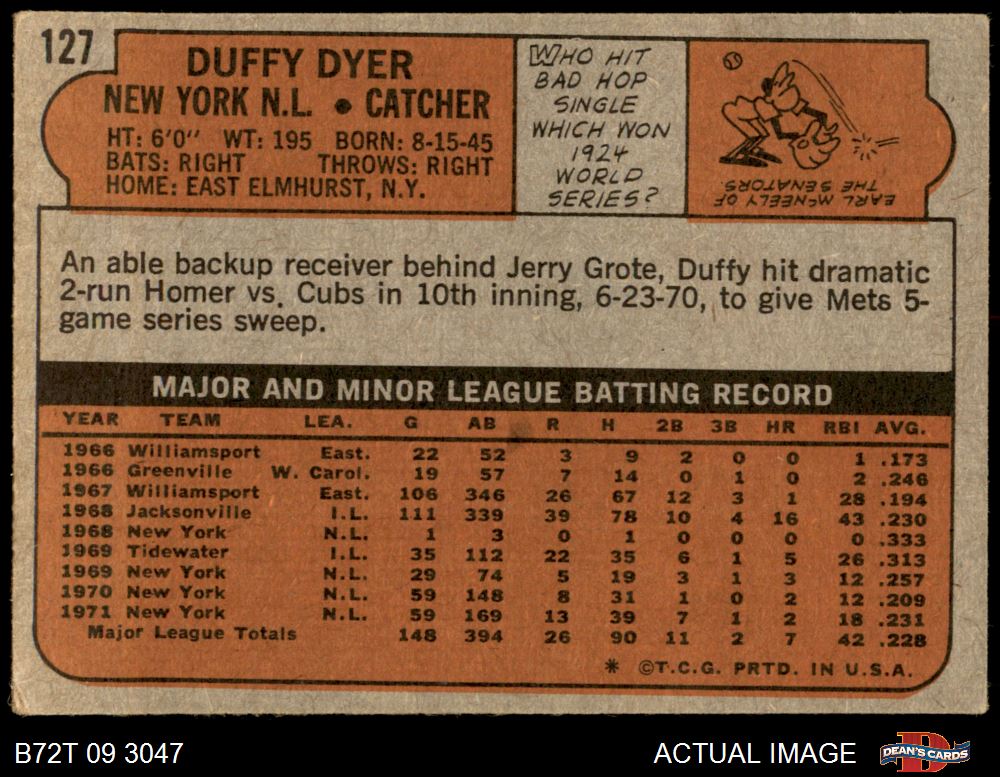 127
DUFFY DYER
NEW YORK N.L. • CATCHER
HT: 6'0" WT: 195 BORN: 8-15-45
BATS: RIGHT THROWS: RIGHT
HOME: EAST ELMHURST, N.Y.
WHO HIT
BAD HOP
SINGLE
WHICH WON
1924
WORLD
SERIES?
EARL McNEELY OF
THE SENATORS.
An able backup receiver behind Jerry Grote, Duffy hit dramatic
2-run Homer vs. Cubs in 10th inning, 6-23-70, to give Mets 5-
game series sweep.
MAJOR AND MINOR LEAGUE BATTING RECORD
YEAR TEAM LEA. G AB R H 2B 3B HR RBI AVG.
1966 Williamsport East. 22 52 3 9 2 0 0 1 .173
1966 Greenville W. Carol. 19 57 7 14 0 1 0 2 .246
1967 Williamsport East. 106 346 26 67 12 3 1 28 .194
1968 Jacksonville I.L. 111 339 39 78 10 4 16 43 .230
1968 New York N.L. 1 3 0 1 0 0 0 0 .333
1969 Tidewater I.L. 35 112 22 35 6 1 5 26 .313
1969 New York N.L. 29 74 5 19 3 1 3 12 .257
1970 New York N.L. 59 148 8 31 1 0 2 12 .209
1971 New York N.L. 59 169 13 39 7 1 2 18 .231
Major League Totals 148 394 26 90 11 2 7 42 .228
* ©T.C.G. PRTD. IN U.S.A.
B72T 09 3047
ACTUAL IMAGE
D
DEAN'S CARDS